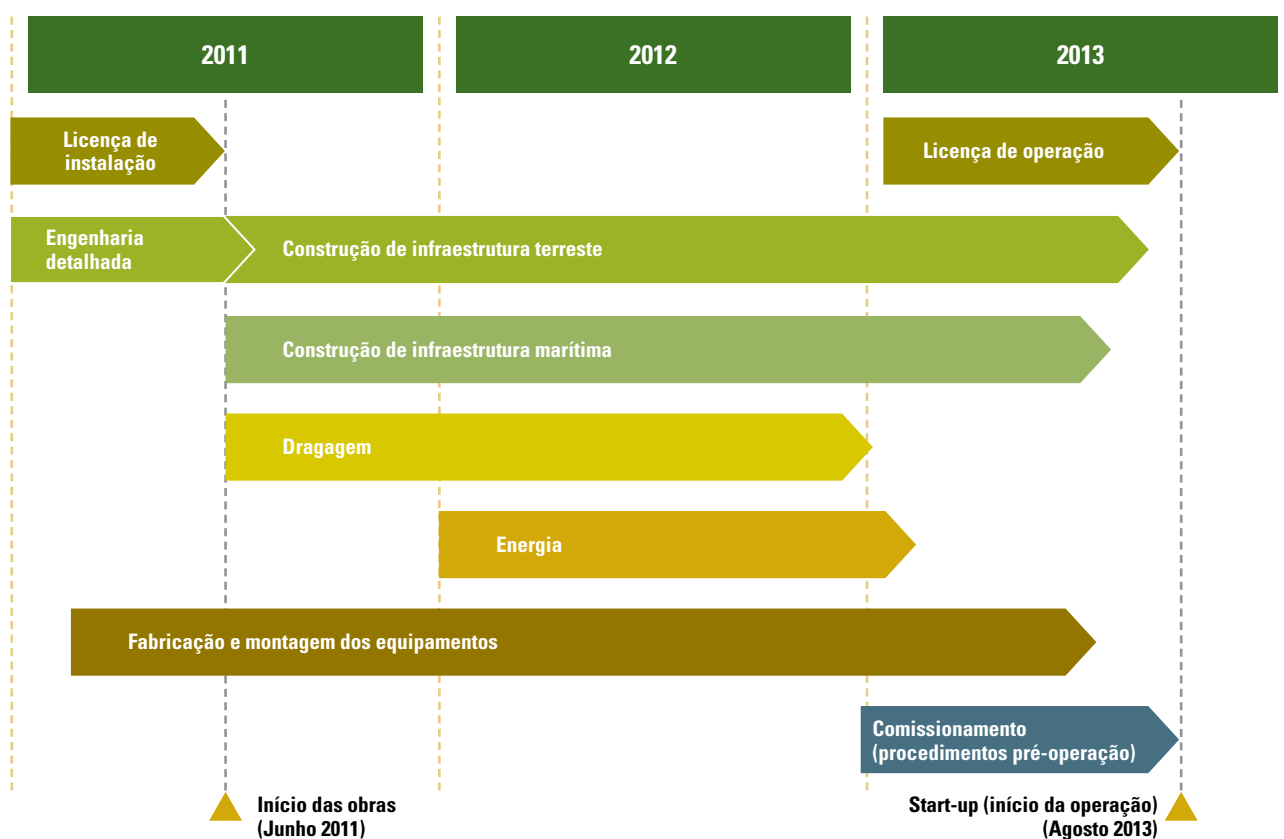 2011
2012
2013
Licença de
instalação
Licença de operação
Engenharia
detalhada
Construção de infraestrutura terreste
Construção de infraestrutura marítima
Dragagem
Energia
Fabricação e montagem dos equipamentos
Comissionamento
(procedimentos pré-operação)
Início das obras
(Junho 2011)
Start-up (início da operação)
(Agosto 2013)